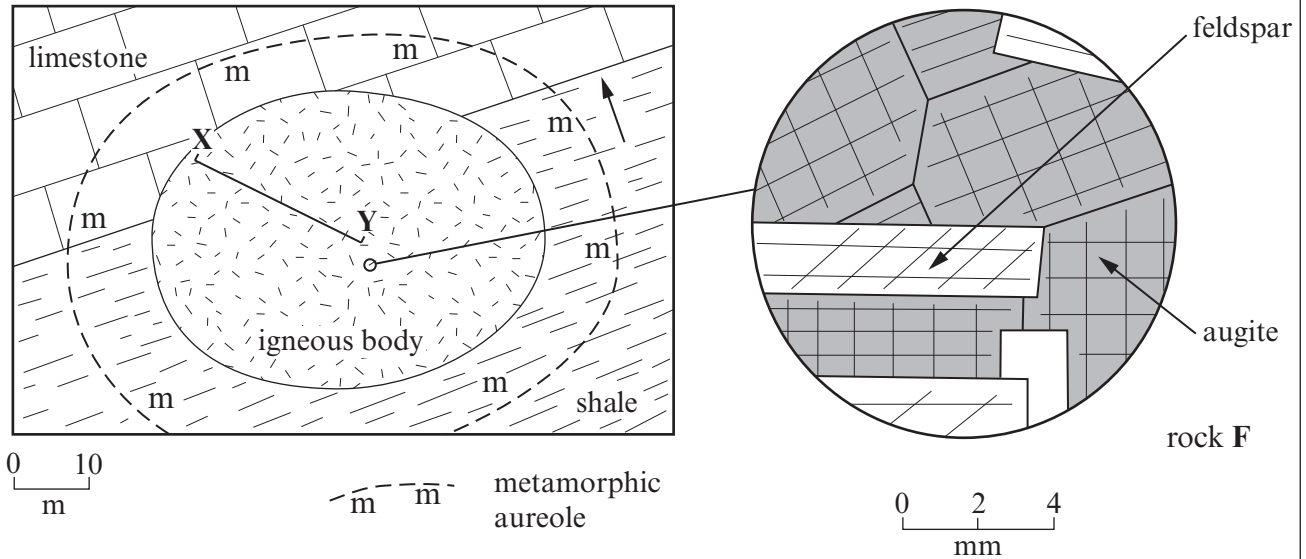 limestone
m
m
X
m
Y
m
m
igneous body
m
m
shale
feldspar
augite
rock F
0 10
m
m m
metamorphic
aureole
0 2 4
mm